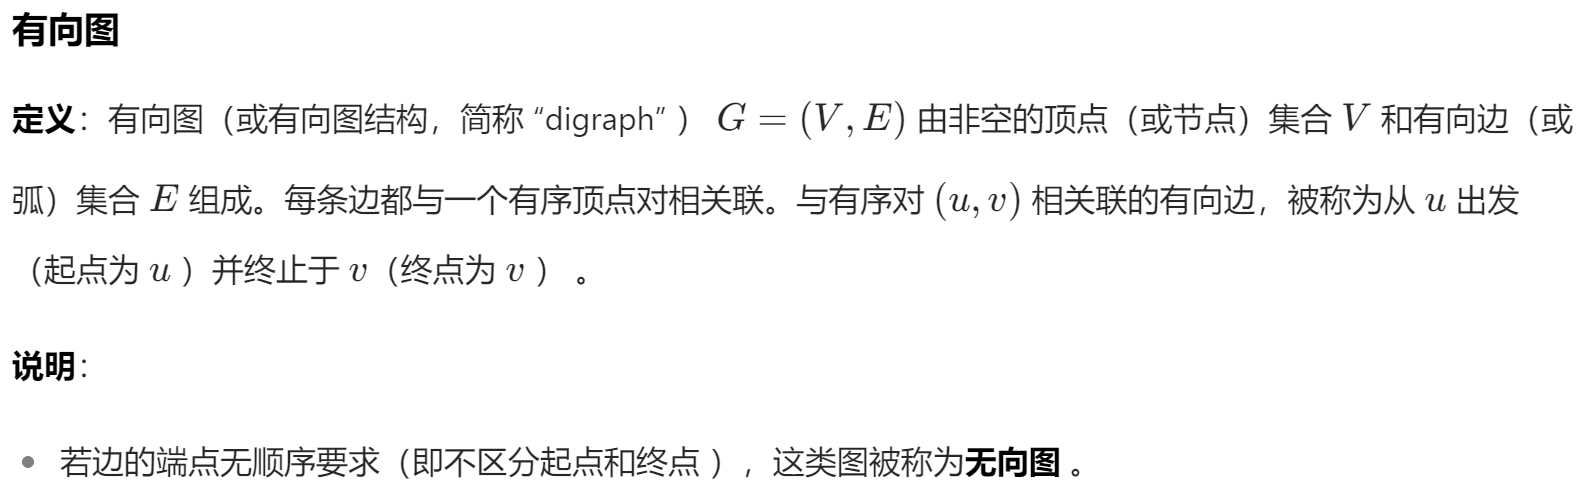 有向图
定义：有向图（或有向图结构，简称 “digraph” ） G = (V, E) 由非空的顶点（或节点）集合 V 和有向边（或
弧）集合 E 组成。每条边都与一个有序顶点对相关联。与有序对 (u, v) 相关联的有向边，被称为从 u 出发
（起点为 u ）并终止于 v（终点为 v ） 。
说明：
• 若边的端点无顺序要求（即不区分起点和终点 ），这类图被称为无向图 。